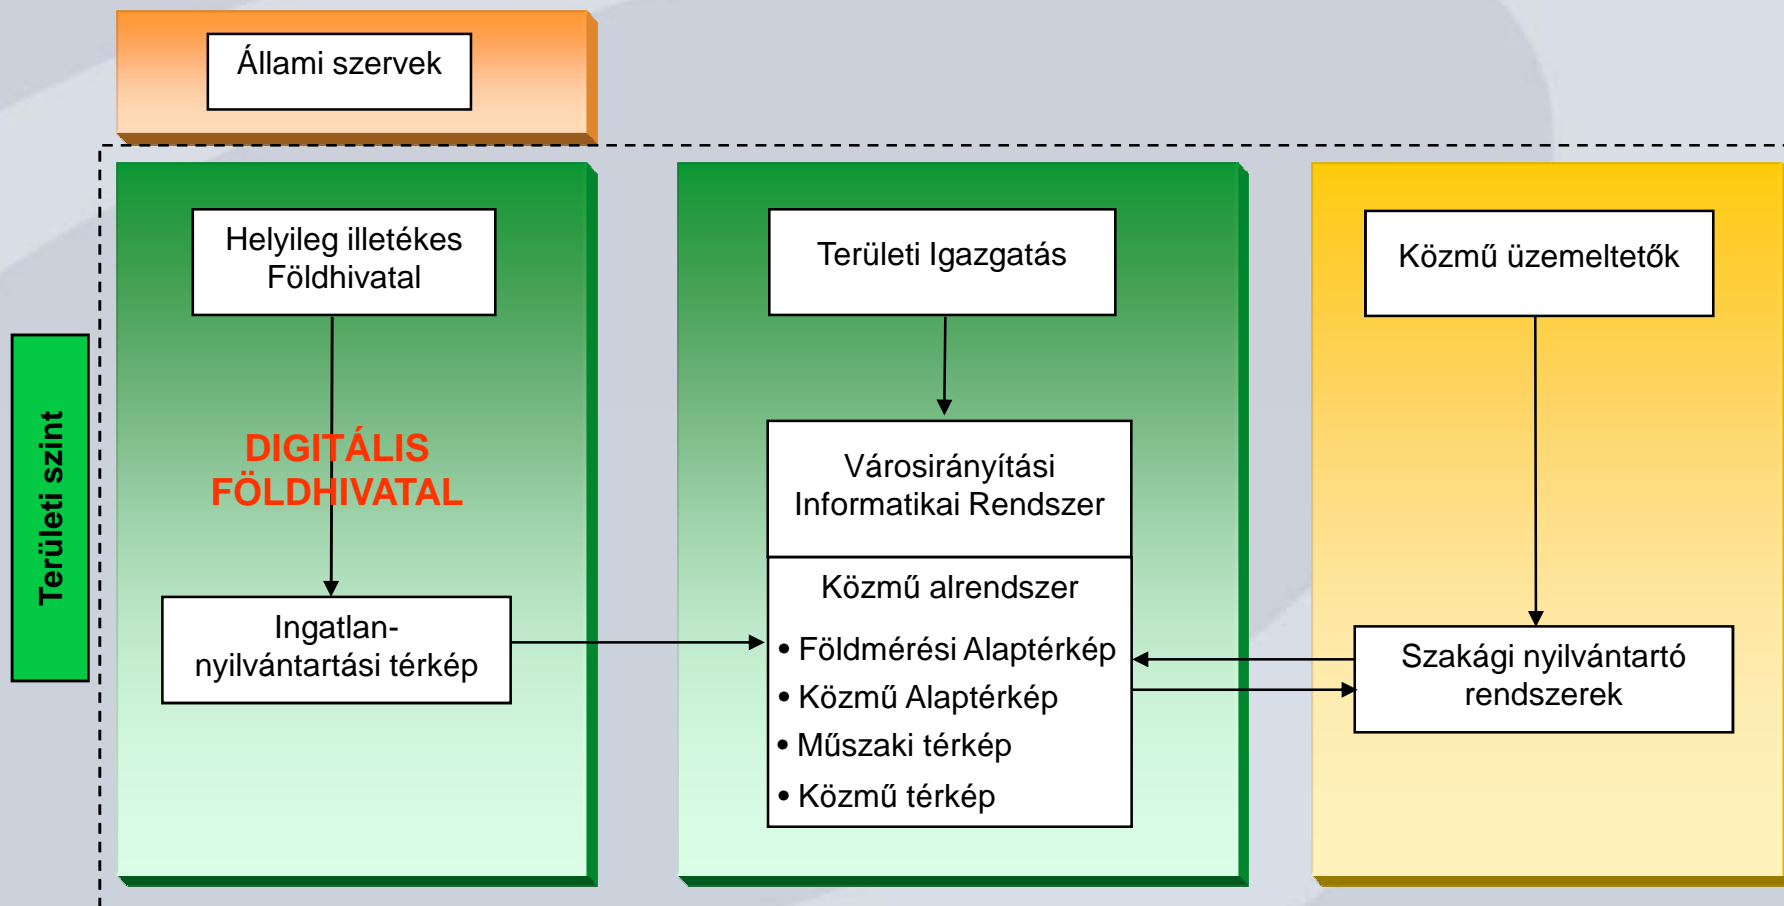 Állami szervek
Területi szint
Helyileg illetékes
Földhivatal
DIGITÁLIS
FÖLDHIVATAL
Ingatlan-
nyilvántartási térkép
Területi Igazgatás
Városirányítási
Informatikai Rendszer
Közmű alrendszer
• Földmérési Alaptérkép
• Közmű Alaptérkép
• Műszaki térkép
• Közmű térkép
Közmű üzemeltetők
Szakági nyilvántartó
rendszerek